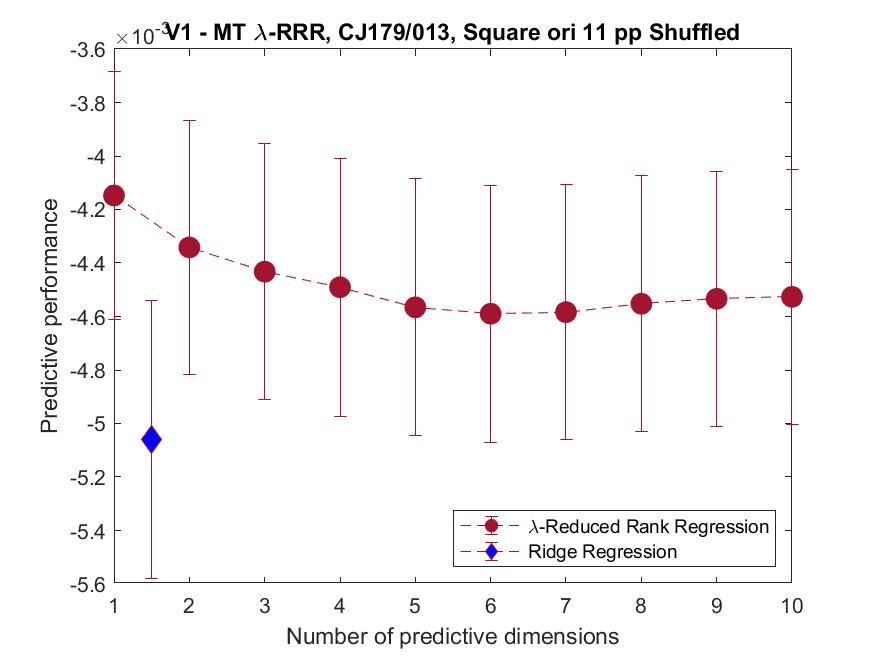 ×10-3
V1 - MT λ-RRR, CJ179/013, Square ori 11 pp Shuffled
-3.6
-3.8
-4
-4.2
-4.4
-4.6
-4.8
-5
-5.2
-5.4
-5.6
Predictive performance
λ-Reduced Rank Regression
Ridge Regression
1 2 3 4 5 6 7 8 9 10
Number of predictive dimensions